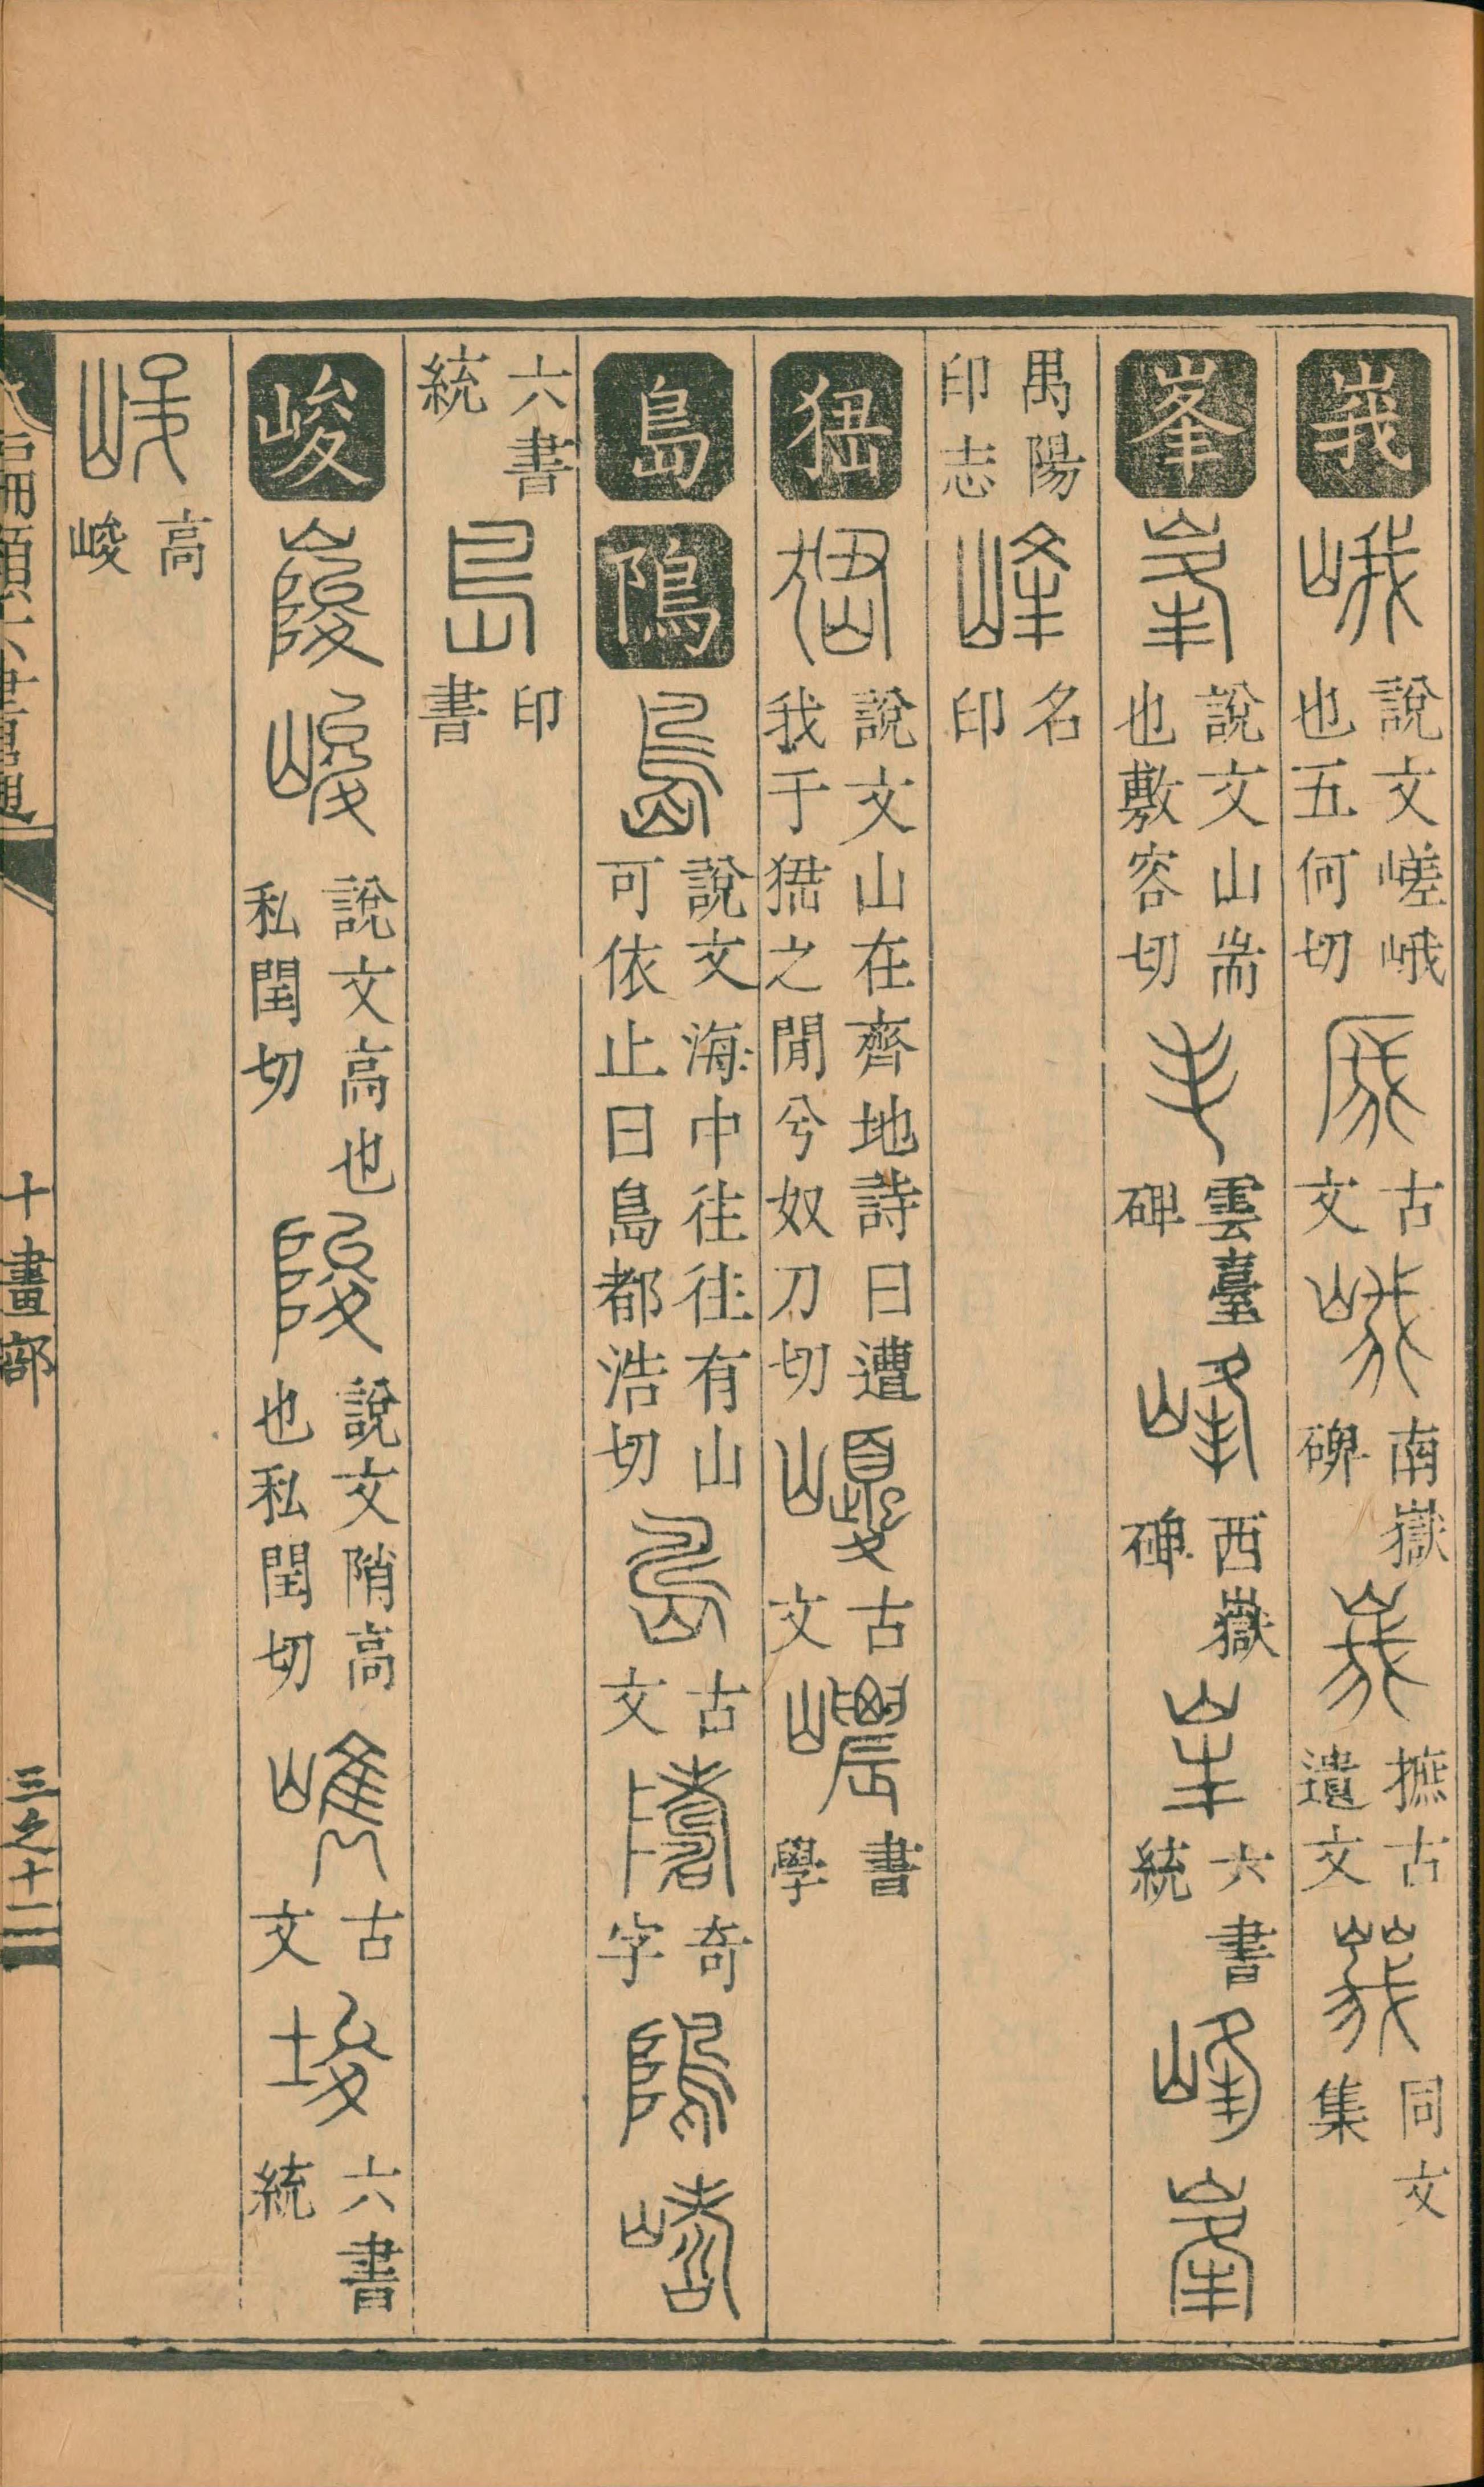 峩 峨 說文嵯峨也五何切 古文 南嶽碑 摭古遺文 同文集
峯 說文山耑也敷容切 雲臺碑 西嶽碑 六書統
禺陽印志 名印
峱 說文山在齊地詩曰遭我于峱之閒兮奴刀切 古文 書學
島 隝 說文海中往往有山可依止曰島都浩切 古文 奇字
六書統 印書
峻 說文高也私閏切 說文陗高也私閏切 古文 六書統
高峻
十畫部 三之十二